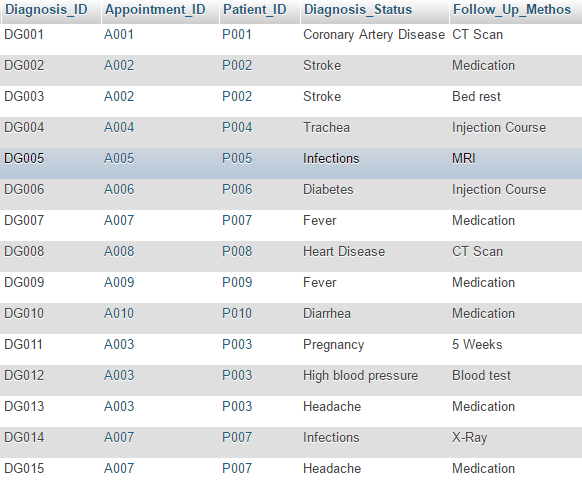 Diagnosis_ID Appointment_ID Patient_ID Diagnosis_Status Follow_Up_Methos
DG001 A001 P001 Coronary Artery Disease CT Scan
DG002 A002 P002 Stroke Medication
DG003 A002 P002 Stroke Bed rest
DG004 A004 P004 Trachea Injection Course
DG005 A005 P005 Infections MRI
DG006 A006 P006 Diabetes Injection Course
DG007 A007 P007 Fever Medication
DG008 A008 P008 Heart Disease CT Scan
DG009 A009 P009 Fever Medication
DG010 A010 P010 Diarrhea Medication
DG011 A003 P003 Pregnancy 5 Weeks
DG012 A003 P003 High blood pressure Blood test
DG013 A003 P003 Headache Medication
DG014 A007 P007 Infections X-Ray
DG015 A007 P007 Headache Medication